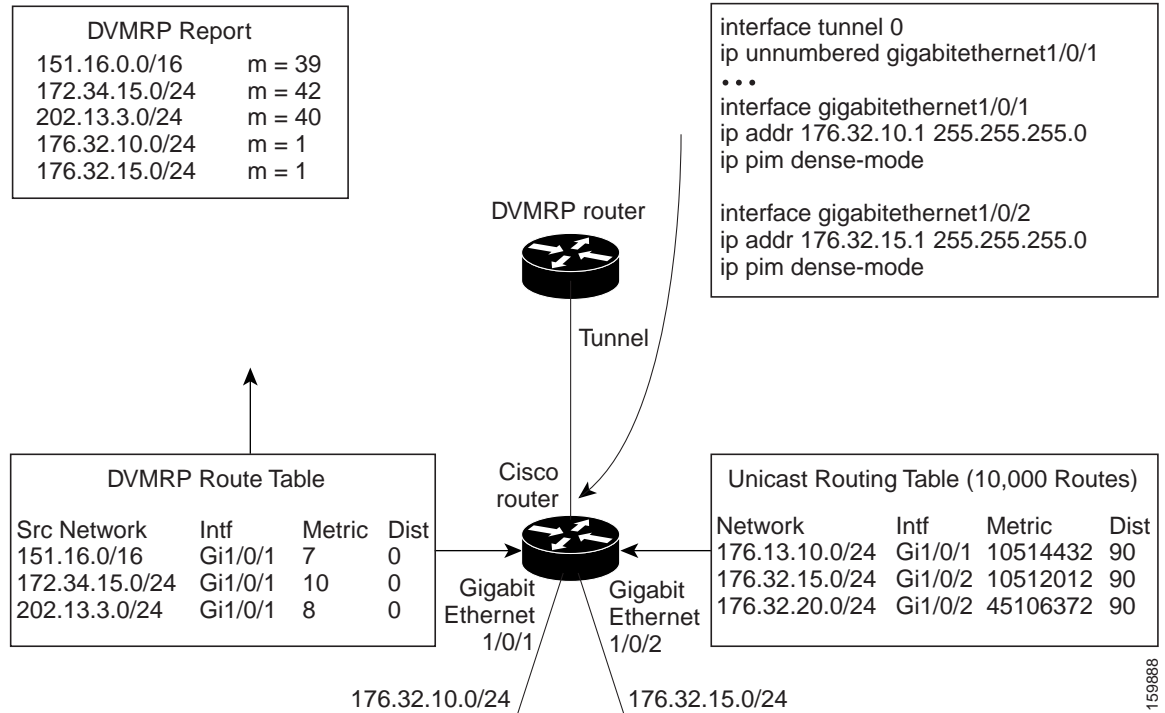 DVMRP Report
151.16.0.0/16 m = 39
172.34.15.0/24 m = 42
202.13.3.0/24 m = 40
176.32.10.0/24 m = 1
176.32.15.0/24 m = 1
interface tunnel 0
ip unnumbered gigabitethernet1/0/1
• • •
interface gigabitethernet1/0/1
ip addr 176.32.10.1 255.255.255.0
ip pim dense-mode
interface gigabitethernet1/0/2
ip addr 176.32.15.1 255.255.255.0
ip pim dense-mode
DVMRP router
Tunnel
Cisco
router
DVMRP Route Table
Src Network Intf Metric Dist
151.16.0/16 Gi1/0/1 7 0
172.34.15.0/24 Gi1/0/1 10 0
202.13.3.0/24 Gi1/0/1 8 0
Unicast Routing Table (10,000 Routes)
Network Intf Metric Dist
176.13.10.0/24 Gi1/0/1 10514432 90
176.32.15.0/24 Gi1/0/2 10512012 90
176.32.20.0/24 Gi1/0/2 45106372 90
Gigabit
Ethernet
1/0/1
Gigabit
Ethernet
1/0/2
176.32.10.0/24
176.32.15.0/24
159888